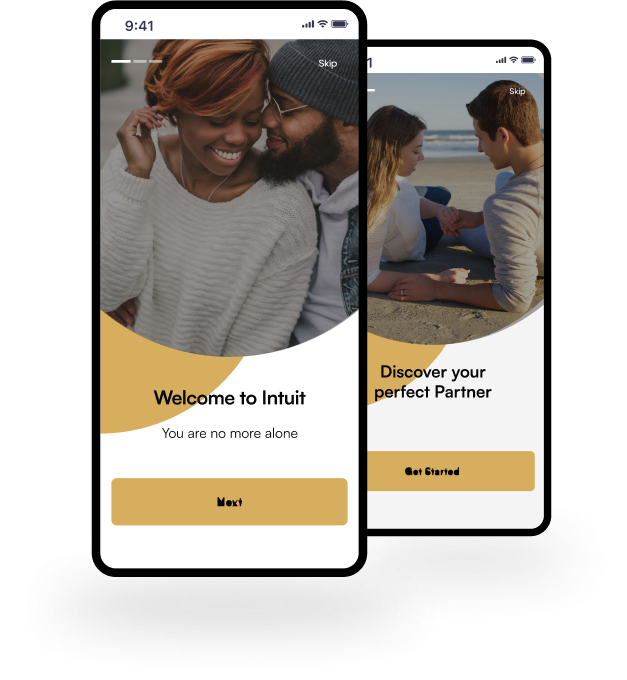 9:41
Skip
Welcome to Intuit
You are no more alone
Next
1
Skip
Discover your
perfect Partner
Get Started